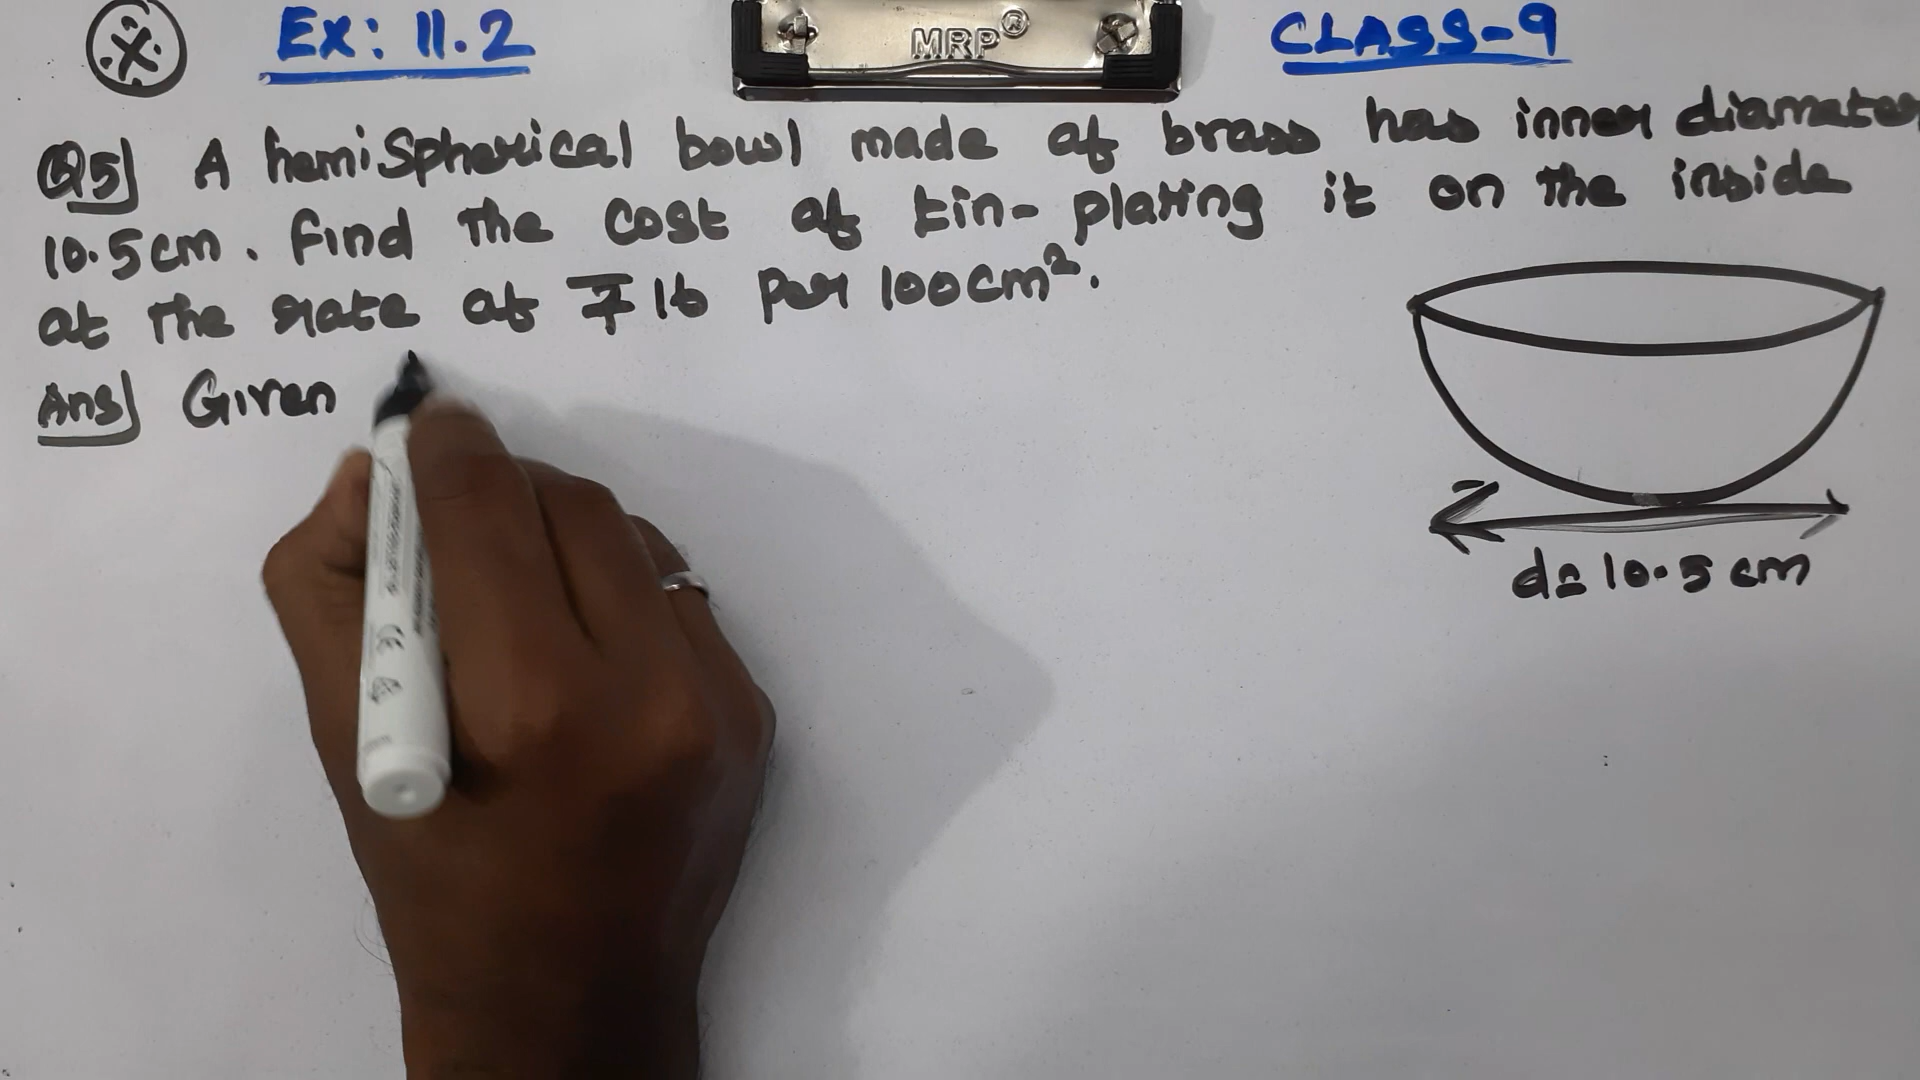 Ex: 11.2
MRP®
CLASS-9
Q5] A hemispherical bowl made of brass has inner diameter
10.5cm. Find the cost of tin-plating it on the inside
at the rate of ₹16 per 100cm².
Ans] Given
d= 10.5 cm
CE